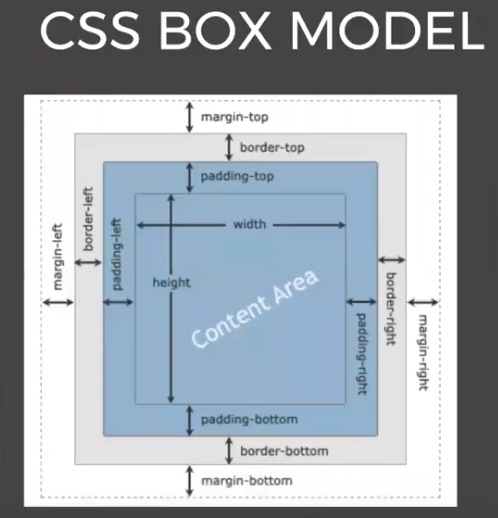 CSS BOX MODEL
margin-top
border-top
padding-top
width
height
Content Area
margin-left
border-left
padding-left
padding-right
border-right
margin-right
padding-bottom
border-bottom
margin-bottom